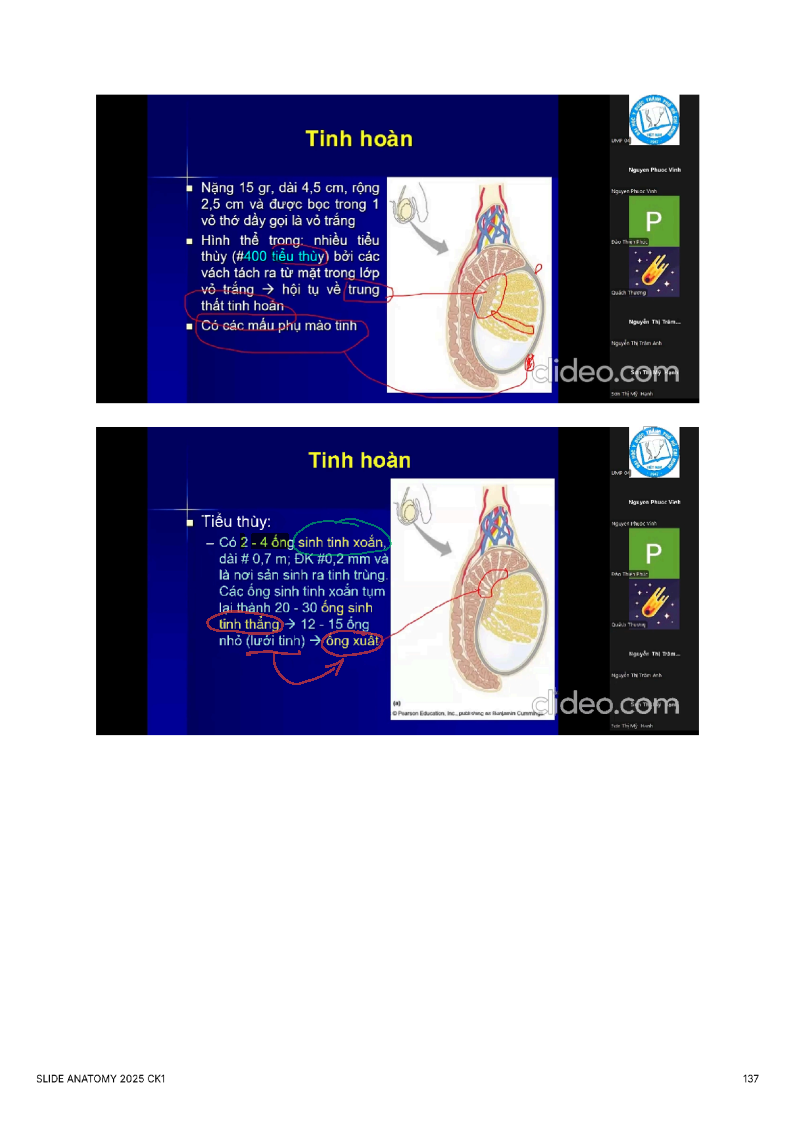 Tinh hoàn
Nặng 15 gr, dài 4,5 cm, rộng
2,5 cm và được bọc trong 1
vỏ thớ dầy gọi là vỏ trắng
Hình thể trong: nhiều tiểu
thùy (#400 tiểu thùy) bởi các
vách tách ra từ mặt trong lớp
vỏ trắng → hội tụ về trung
thất tinh hoàn
Có các mẩu phụ mào tinh
clideo.com
UMP
Nguyen Phuoc Vinh
Nguyen Phuoc Vinh
P
Đào Thiên Phúc
Quách Thương
Nguyễn Thị Trâm...
Nguyễn Thị Trâm Anh
Sơn Thị Mỹ Hạnh
Sơn Thị Mỹ Hạnh
Tinh hoàn
Tiểu thùy:
– Có 2 - 4 ống sinh tinh xoắn,
dài # 0,7 m; ĐK #0,2 mm và
là nơi sản sinh ra tinh trùng.
Các ống sinh tinh xoắn tụm
lại thành 20 - 30 ống sinh
tinh thẳng → 12 - 15 ống
nhỏ (lưới tinh) → ống xuất
(a)
© Pearson Education, Inc., publishing as Benjamin Cummings
clideo.com
UMP
Nguyen Phuoc Vinh
Nguyen Phuoc Vinh
P
Đào Thiên Phúc
Quách Thương
Nguyễn Thị Trâm...
Nguyễn Thị Trâm Anh
Sơn Thị Mỹ Hạnh
SLIDE ANATOMY 2025 CK1
137